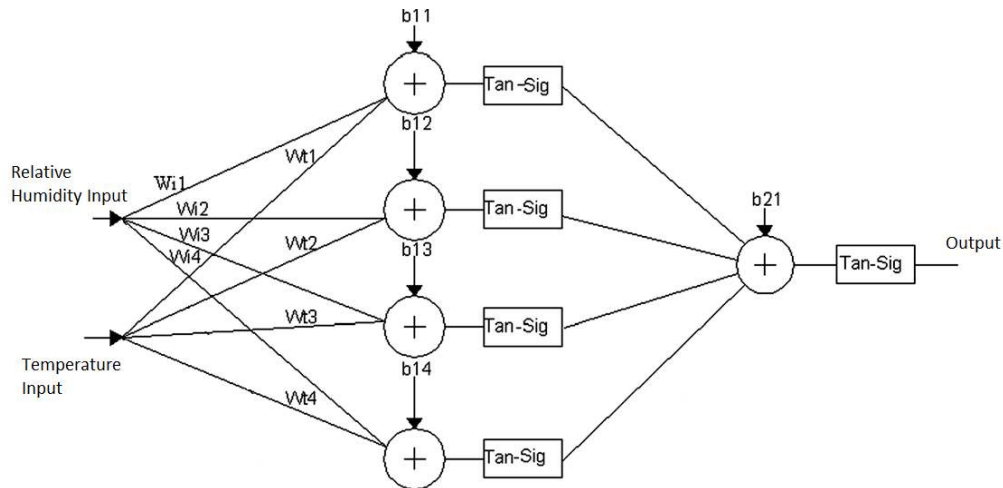 b11
Tan-Sig
b12
Relative
Humidity Input
Wi1
Wt1
Wi2
Wi3
Wi4
Wt2
Tan-Sig
b13
b21
Tan-Sig
Output
Wt3
Tan-Sig
b14
Temperature
Input
Wt4
Tan-Sig